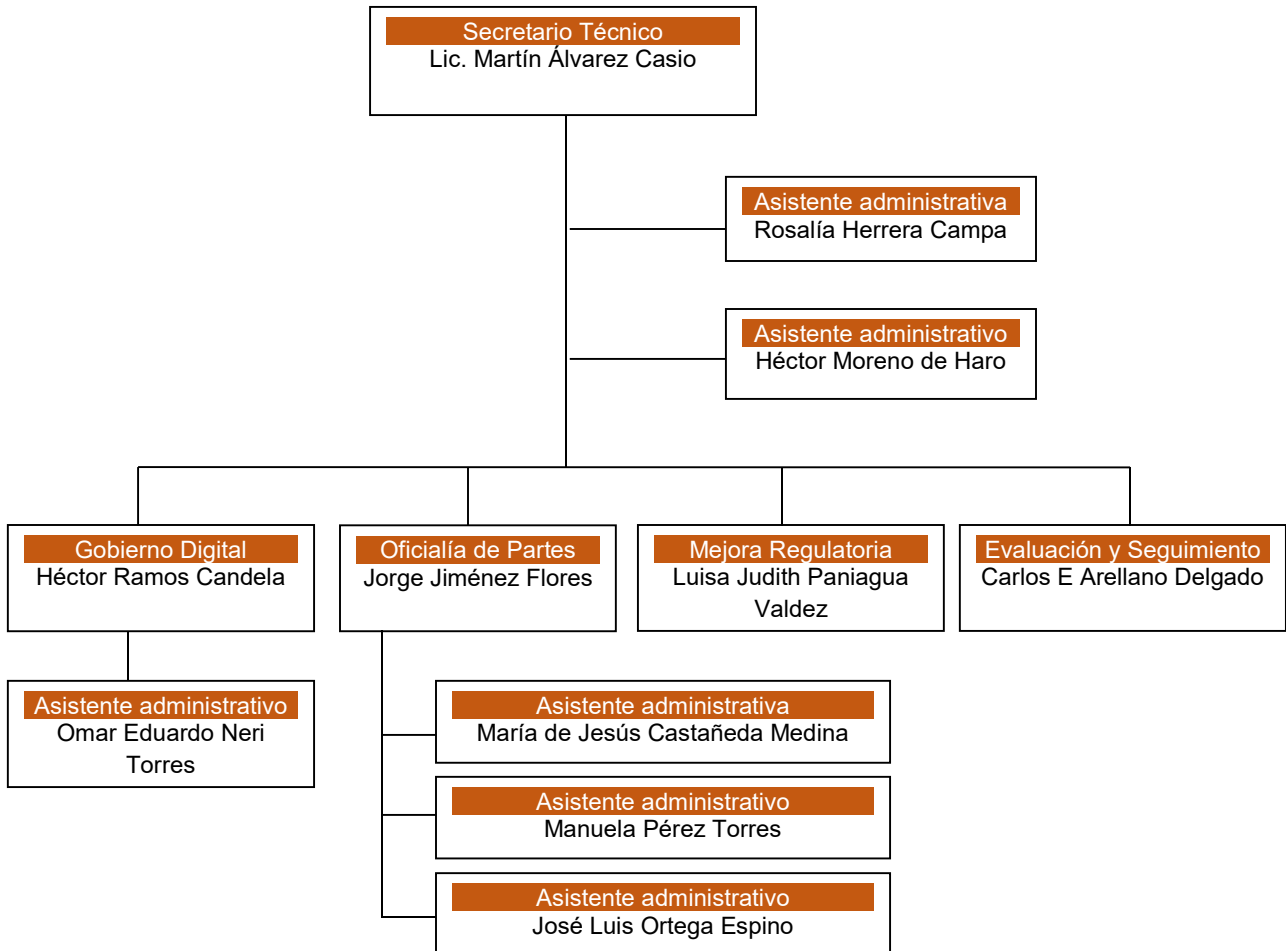 Secretario Técnico
Lic. Martín Álvarez Casio
Asistente administrativa
Rosalía Herrera Campa
Asistente administrativo
Héctor Moreno de Haro
Gobierno Digital
Héctor Ramos Candela
Oficialía de Partes
Jorge Jiménez Flores
Mejora Regulatoria
Luisa Judith Paniagua
Valdez
Evaluación y Seguimiento
Carlos E Arellano Delgado
Asistente administrativo
Omar Eduardo Neri
Torres
Asistente administrativa
María de Jesús Castañeda Medina
Asistente administrativo
Manuela Pérez Torres
Asistente administrativo
José Luis Ortega Espino